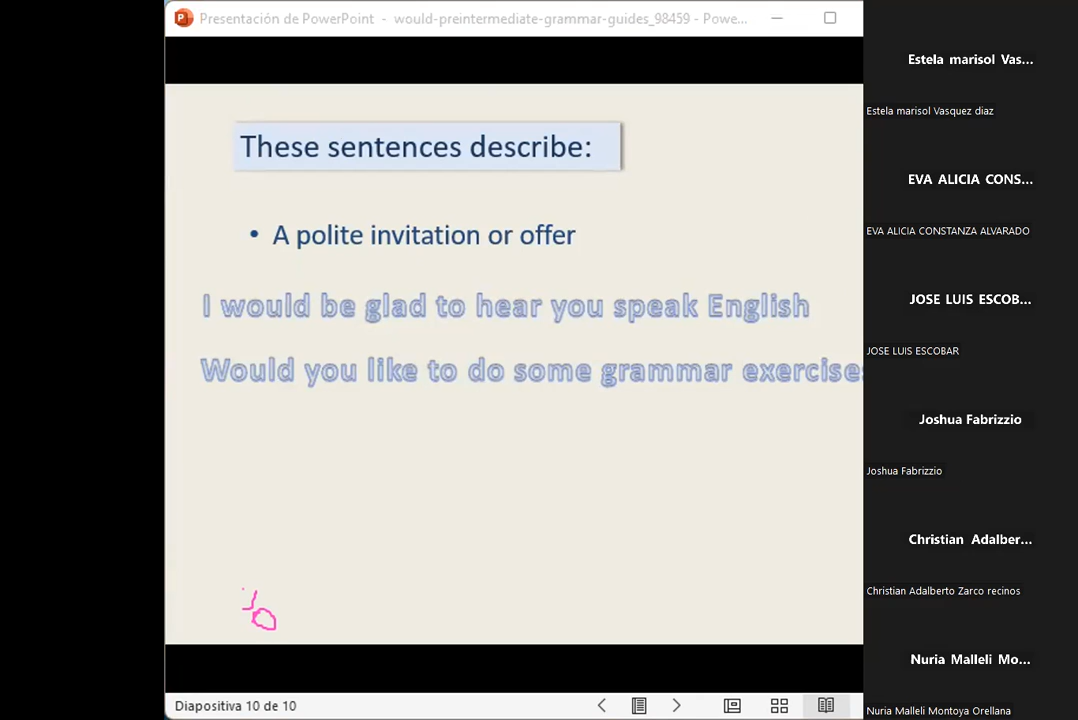 Presentación de PowerPoint - would-preintermediate-grammar-guides_98459 - Powe...
These sentences describe:
• A polite invitation or offer
I would be glad to hear you speak English
Would you like to do some grammar exercises
Diapositiva 10 de 10
Estela marisol Vas...
Estela marisol Vasquez diaz
EVA ALICIA CONS...
EVA ALICIA CONSTANZA ALVARADO
JOSE LUIS ESCOB...
JOSE LUIS ESCOBAR
Joshua Fabrizzio
Joshua Fabrizzio
Christian Adalber...
Christian Adalberto Zarco recinos
Nuria Malleli Mo...
Nuria Malleli Montoya Orellana